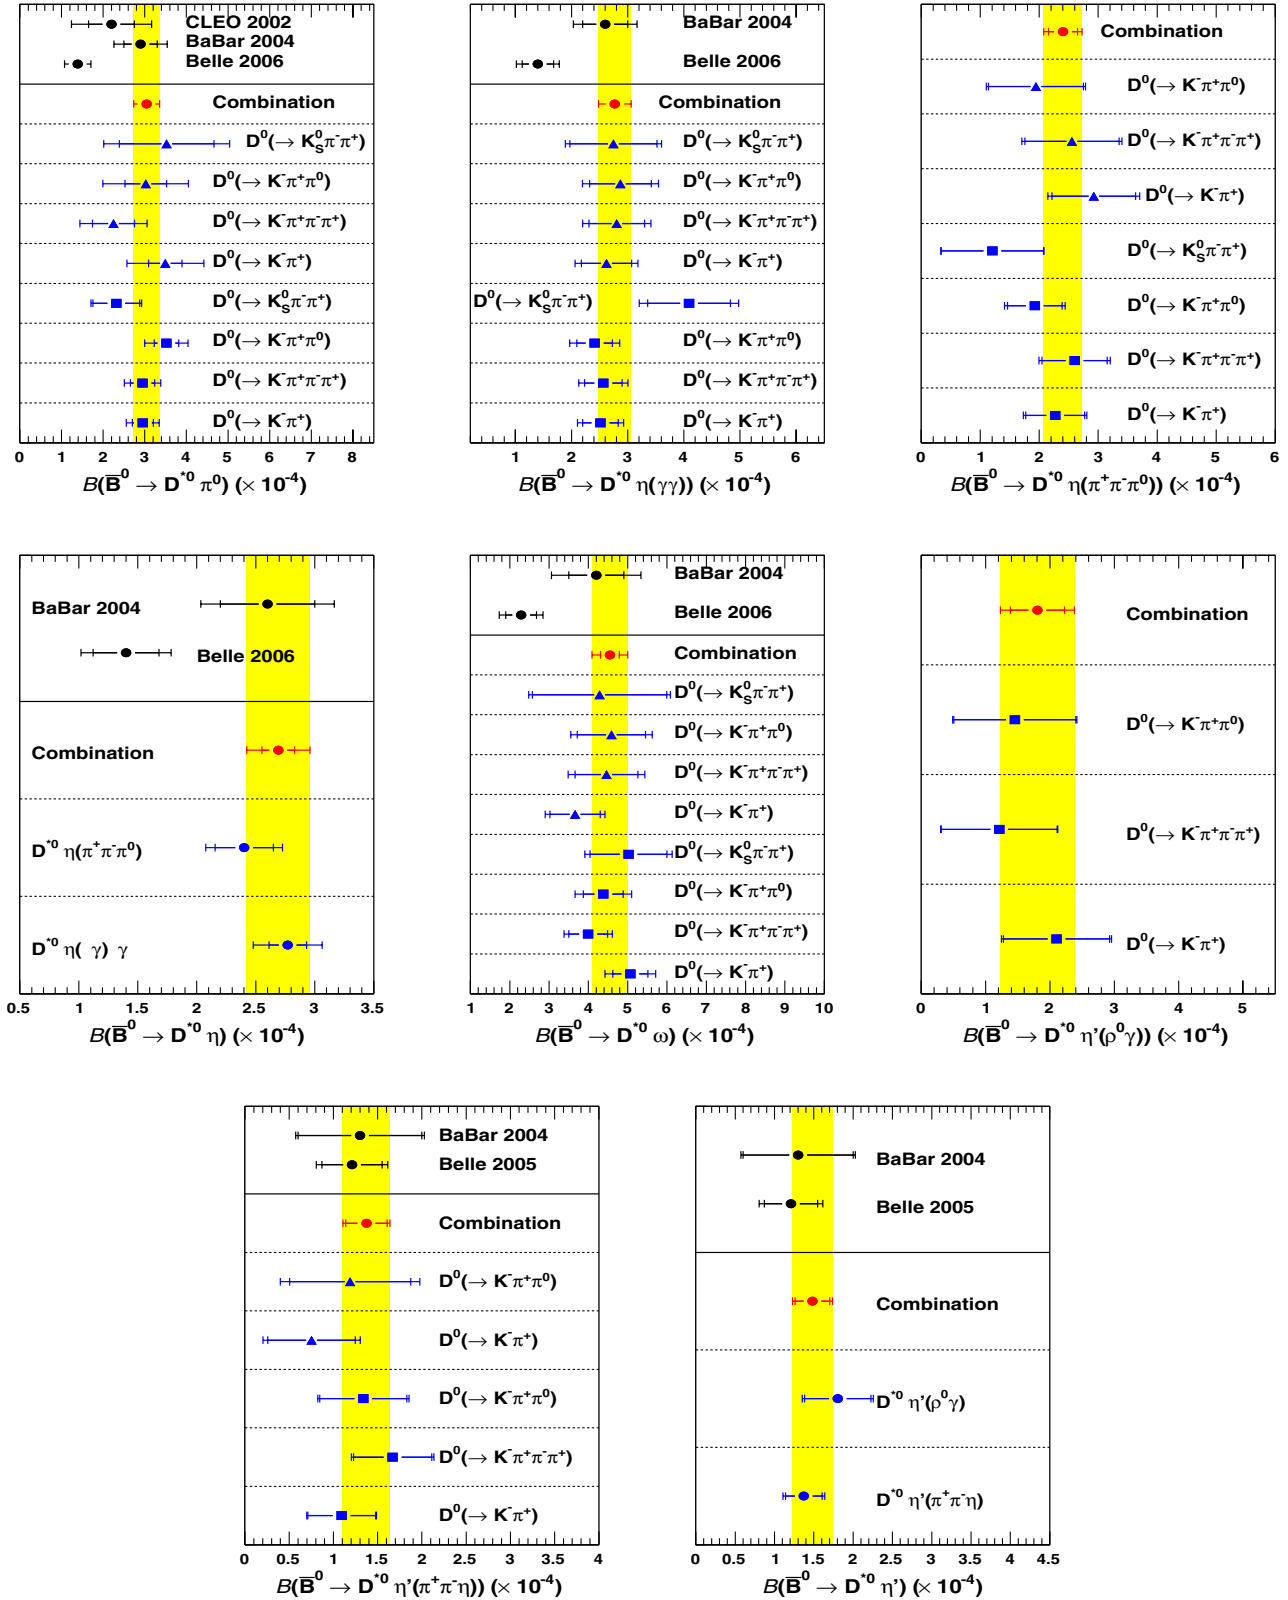 CLEO 2002
BaBar 2004
Belle 2006
Combination
D⁰(→ K⁰_Sπ⁻π⁺)
D⁰(→ K⁻π⁺π⁰)
D⁰(→ K⁻π⁺π⁻π⁺)
D⁰(→ K⁻π⁺)
D⁰(→ K⁰_Sπ⁻π⁺)
D⁰(→ K⁻π⁺π⁰)
D⁰(→ K⁻π⁺π⁻π⁺)
D⁰(→ K⁻π⁺)
0 1 2 3 4 5 6 7 8
B(B̅⁰ → D*⁰ π⁰) (× 10⁻⁴)
BaBar 2004
Belle 2006
Combination
D⁰(→ K⁰_Sπ⁻π⁺)
D⁰(→ K⁻π⁺π⁰)
D⁰(→ K⁻π⁺π⁻π⁺)
D⁰(→ K⁻π⁺)
D⁰(→ K⁰_Sπ⁻π⁺)
D⁰(→ K⁻π⁺π⁰)
D⁰(→ K⁻π⁺π⁻π⁺)
D⁰(→ K⁻π⁺)
1 2 3 4 5 6
B(B̅⁰ → D*⁰ η(γγ)) (× 10⁻⁴)
Combination
D⁰(→ K⁻π⁺π⁰)
D⁰(→ K⁻π⁺π⁻π⁺)
D⁰(→ K⁻π⁺)
D⁰(→ K⁰_Sπ⁻π⁺)
D⁰(→ K⁻π⁺π⁰)
D⁰(→ K⁻π⁺π⁻π⁺)
D⁰(→ K⁻π⁺)
0 1 2 3 4 5 6
B(B̅⁰ → D*⁰ η(π⁺π⁻π⁰)) (× 10⁻⁴)
BaBar 2004
Belle 2006
Combination
D*⁰ η(π⁺π⁻π⁰)
D*⁰ η( γ) γ
0.5 1 1.5 2 2.5 3 3.5
B(B̅⁰ → D*⁰ η) (× 10⁻⁴)
BaBar 2004
Belle 2006
Combination
D⁰(→ K⁰_Sπ⁻π⁺)
D⁰(→ K⁻π⁺π⁰)
D⁰(→ K⁻π⁺π⁻π⁺)
D⁰(→ K⁻π⁺)
D⁰(→ K⁰_Sπ⁻π⁺)
D⁰(→ K⁻π⁺π⁰)
D⁰(→ K⁻π⁺π⁻π⁺)
D⁰(→ K⁻π⁺)
1 2 3 4 5 6 7 8 9 10
B(B̅⁰ → D*⁰ ω) (× 10⁻⁴)
Combination
D⁰(→ K⁻π⁺π⁰)
D⁰(→ K⁻π⁺π⁻π⁺)
D⁰(→ K⁻π⁺)
0 1 2 3 4 5
B(B̅⁰ → D*⁰ η'(ρ⁰γ)) (× 10⁻⁴)
BaBar 2004
Belle 2005
Combination
D⁰(→ K⁻π⁺π⁰)
D⁰(→ K⁻π⁺)
D⁰(→ K⁻π⁺π⁰)
D⁰(→ K⁻π⁺π⁻π⁺)
D⁰(→ K⁻π⁺)
0 0.5 1 1.5 2 2.5 3 3.5 4
B(B̅⁰ → D*⁰ η'(π⁺π⁻η)) (× 10⁻⁴)
BaBar 2004
Belle 2005
Combination
D*⁰ η'(ρ⁰γ)
D*⁰ η'(π⁺π⁻η)
0 0.5 1 1.5 2 2.5 3 3.5 4 4.5
B(B̅⁰ → D*⁰ η') (× 10⁻⁴)